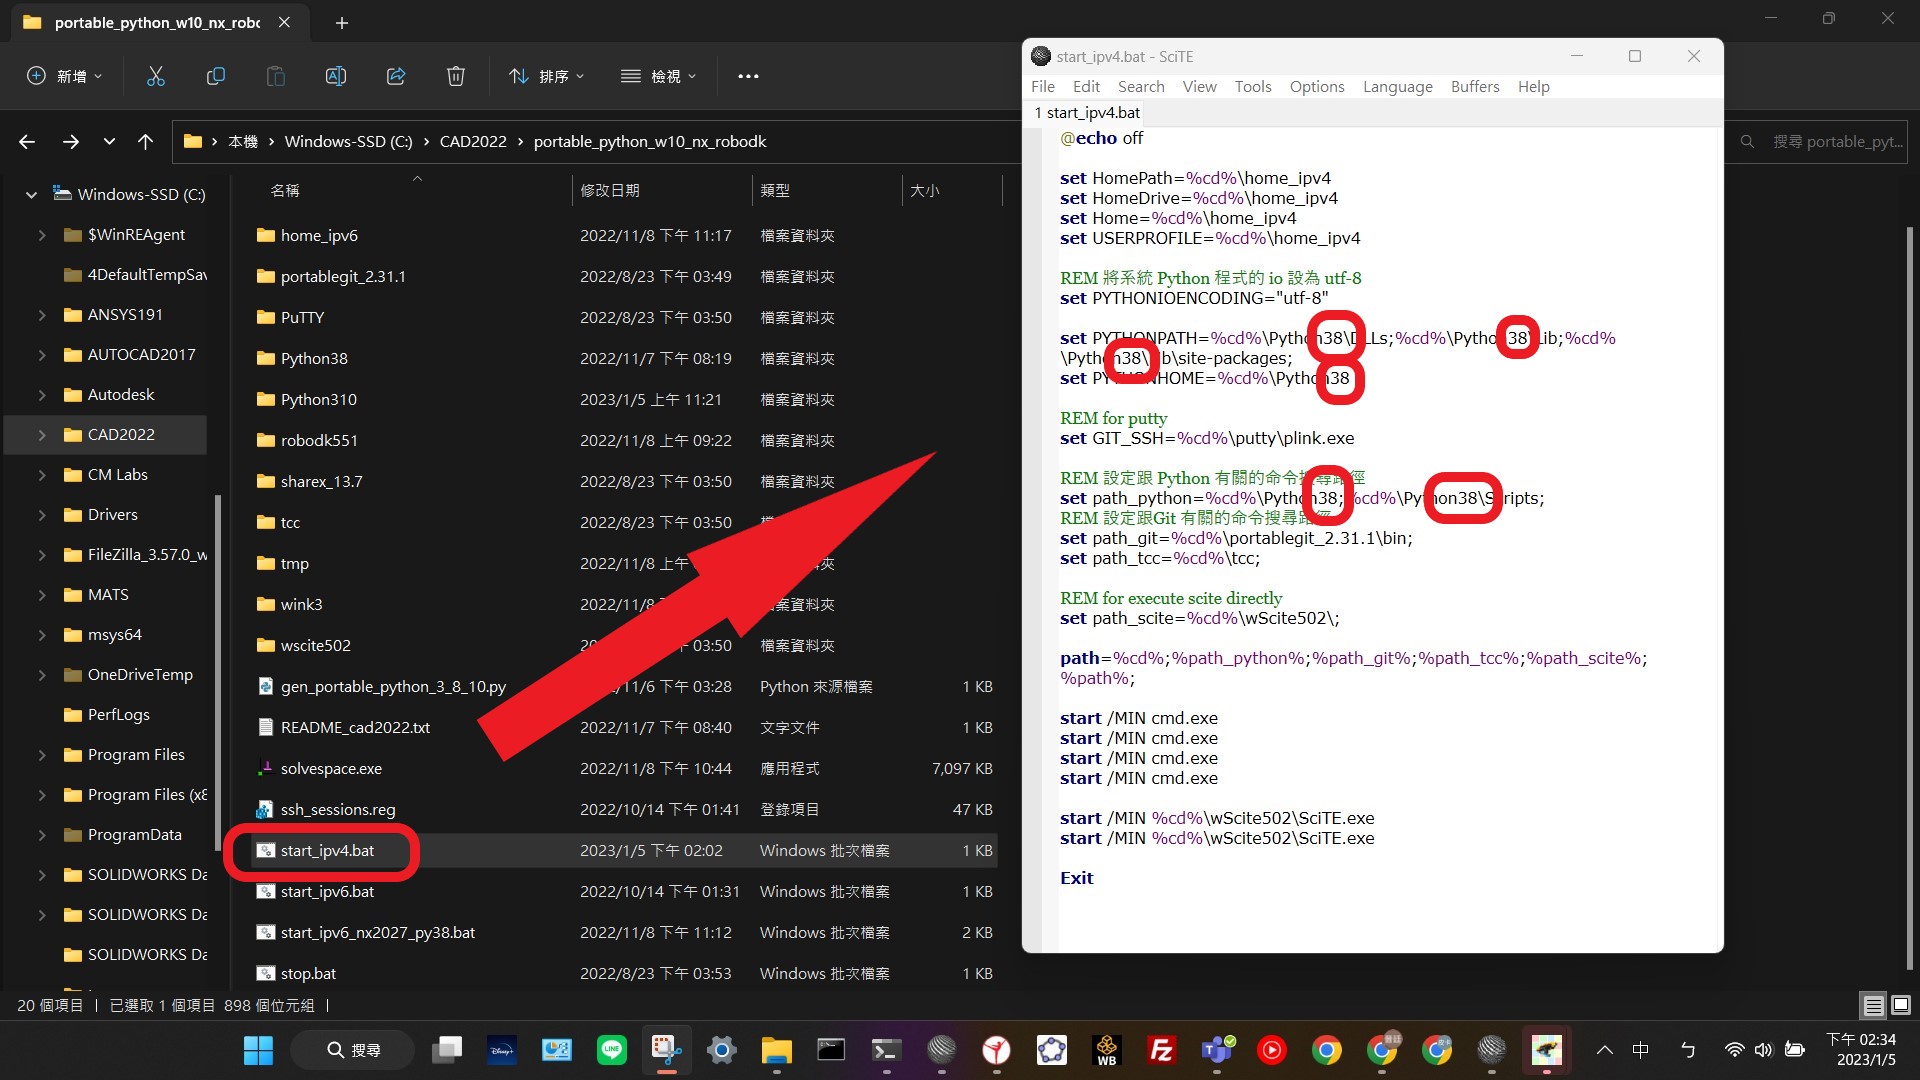 portable_python_w10_nx_robo
新增
排序
檢視
本機 > Windows-SSD (C:) > CAD2022 > portable_python_w10_nx_robodk
搜尋 portable_pyt...
Windows-SSD (C:)
$WinREAgent
4DefaultTempSav
ANSYS191
AUTOCAD2017
Autodesk
CAD2022
CM Labs
Drivers
FileZilla_3.57.0_w
MATS
msys64
OneDriveTemp
PerfLogs
Program Files
Program Files (x8
ProgramData
SOLIDWORKS Da
SOLIDWORKS Da
SOLIDWORKS Da
名稱 修改日期 類型 大小
home_ipv6 2022/11/8 下午 11:17 檔案資料夾
portablegit_2.31.1 2022/8/23 下午 03:49 檔案資料夾
PuTTY 2022/8/23 下午 03:50 檔案資料夾
Python38 2022/11/7 下午 08:19 檔案資料夾
Python310 2023/1/5 上午 11:21 檔案資料夾
robodk551 2022/11/8 上午 09:22 檔案資料夾
sharex_13.7 2022/8/23 下午 03:50 檔案資料夾
tcc 2022/8/23 下午 03:50
tmp 2022/11/8 上午
wink3 2022/11/8 案資料夾
wscite502 03:50 檔案資料夾
gen_portable_python_3_8_10.py /11/6 下午 03:28 Python 來源檔案 1 KB
README_cad2022.txt 2022/11/7 下午 08:40 文字文件 1 KB
solvespace.exe 2022/11/8 下午 10:44 應用程式 7,097 KB
ssh_sessions.reg 2022/10/14 下午 01:41 登錄項目 47 KB
start_ipv4.bat 2023/1/5 下午 02:02 Windows 批次檔案 1 KB
start_ipv6.bat 2022/10/14 下午 01:31 Windows 批次檔案 1 KB
start_ipv6_nx2027_py38.bat 2022/11/8 下午 11:12 Windows 批次檔案 2 KB
stop.bat 2022/8/23 下午 03:53 Windows 批次檔案 1 KB
20 個項目 | 已選取 1 個項目 898 個位元組 |
start_ipv4.bat - SciTE
File Edit Search View Tools Options Language Buffers Help
1 start_ipv4.bat
@echo off
set HomePath=%cd%\home_ipv4
set HomeDrive=%cd%\home_ipv4
set Home=%cd%\home_ipv4
set USERPROFILE=%cd%\home_ipv4
REM 將系統 Python 程式的 io 設為 utf-8
set PYTHONIOENCODING="utf-8"
set PYTHONPATH=%cd%\Python38\DLLs;%cd%\Python38\Lib;%cd%
\Python38\Lib\site-packages;
set PYTHONHOME=%cd%\Python38
REM for putty
set GIT_SSH=%cd%\putty\plink.exe
REM 設定跟 Python 有關的命令搜尋路徑
set path_python=%cd%\Python38;%cd%\Python38\Scripts;
REM 設定跟Git 有關的命令搜尋路徑
set path_git=%cd%\portablegit_2.31.1\bin;
set path_tcc=%cd%\tcc;
REM for execute scite directly
set path_scite=%cd%\wScite502\;
path=%cd%;%path_python%;%path_git%;%path_tcc%;%path_scite%;
%path%;
start /MIN cmd.exe
start /MIN cmd.exe
start /MIN cmd.exe
start /MIN cmd.exe
start /MIN %cd%\wScite502\SciTE.exe
start /MIN %cd%\wScite502\SciTE.exe
Exit
搜尋
Disney+
LINE
WB
中
ㄣ
下午 02:34
2023/1/5